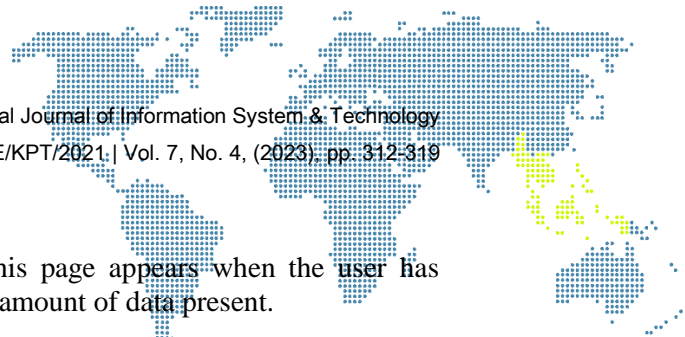 al Journal of Information System & Technology
E/KPT/2021 | Vol. 7, No. 4, (2023), pp. 312-319
his page appears when the user has
amount of data present.